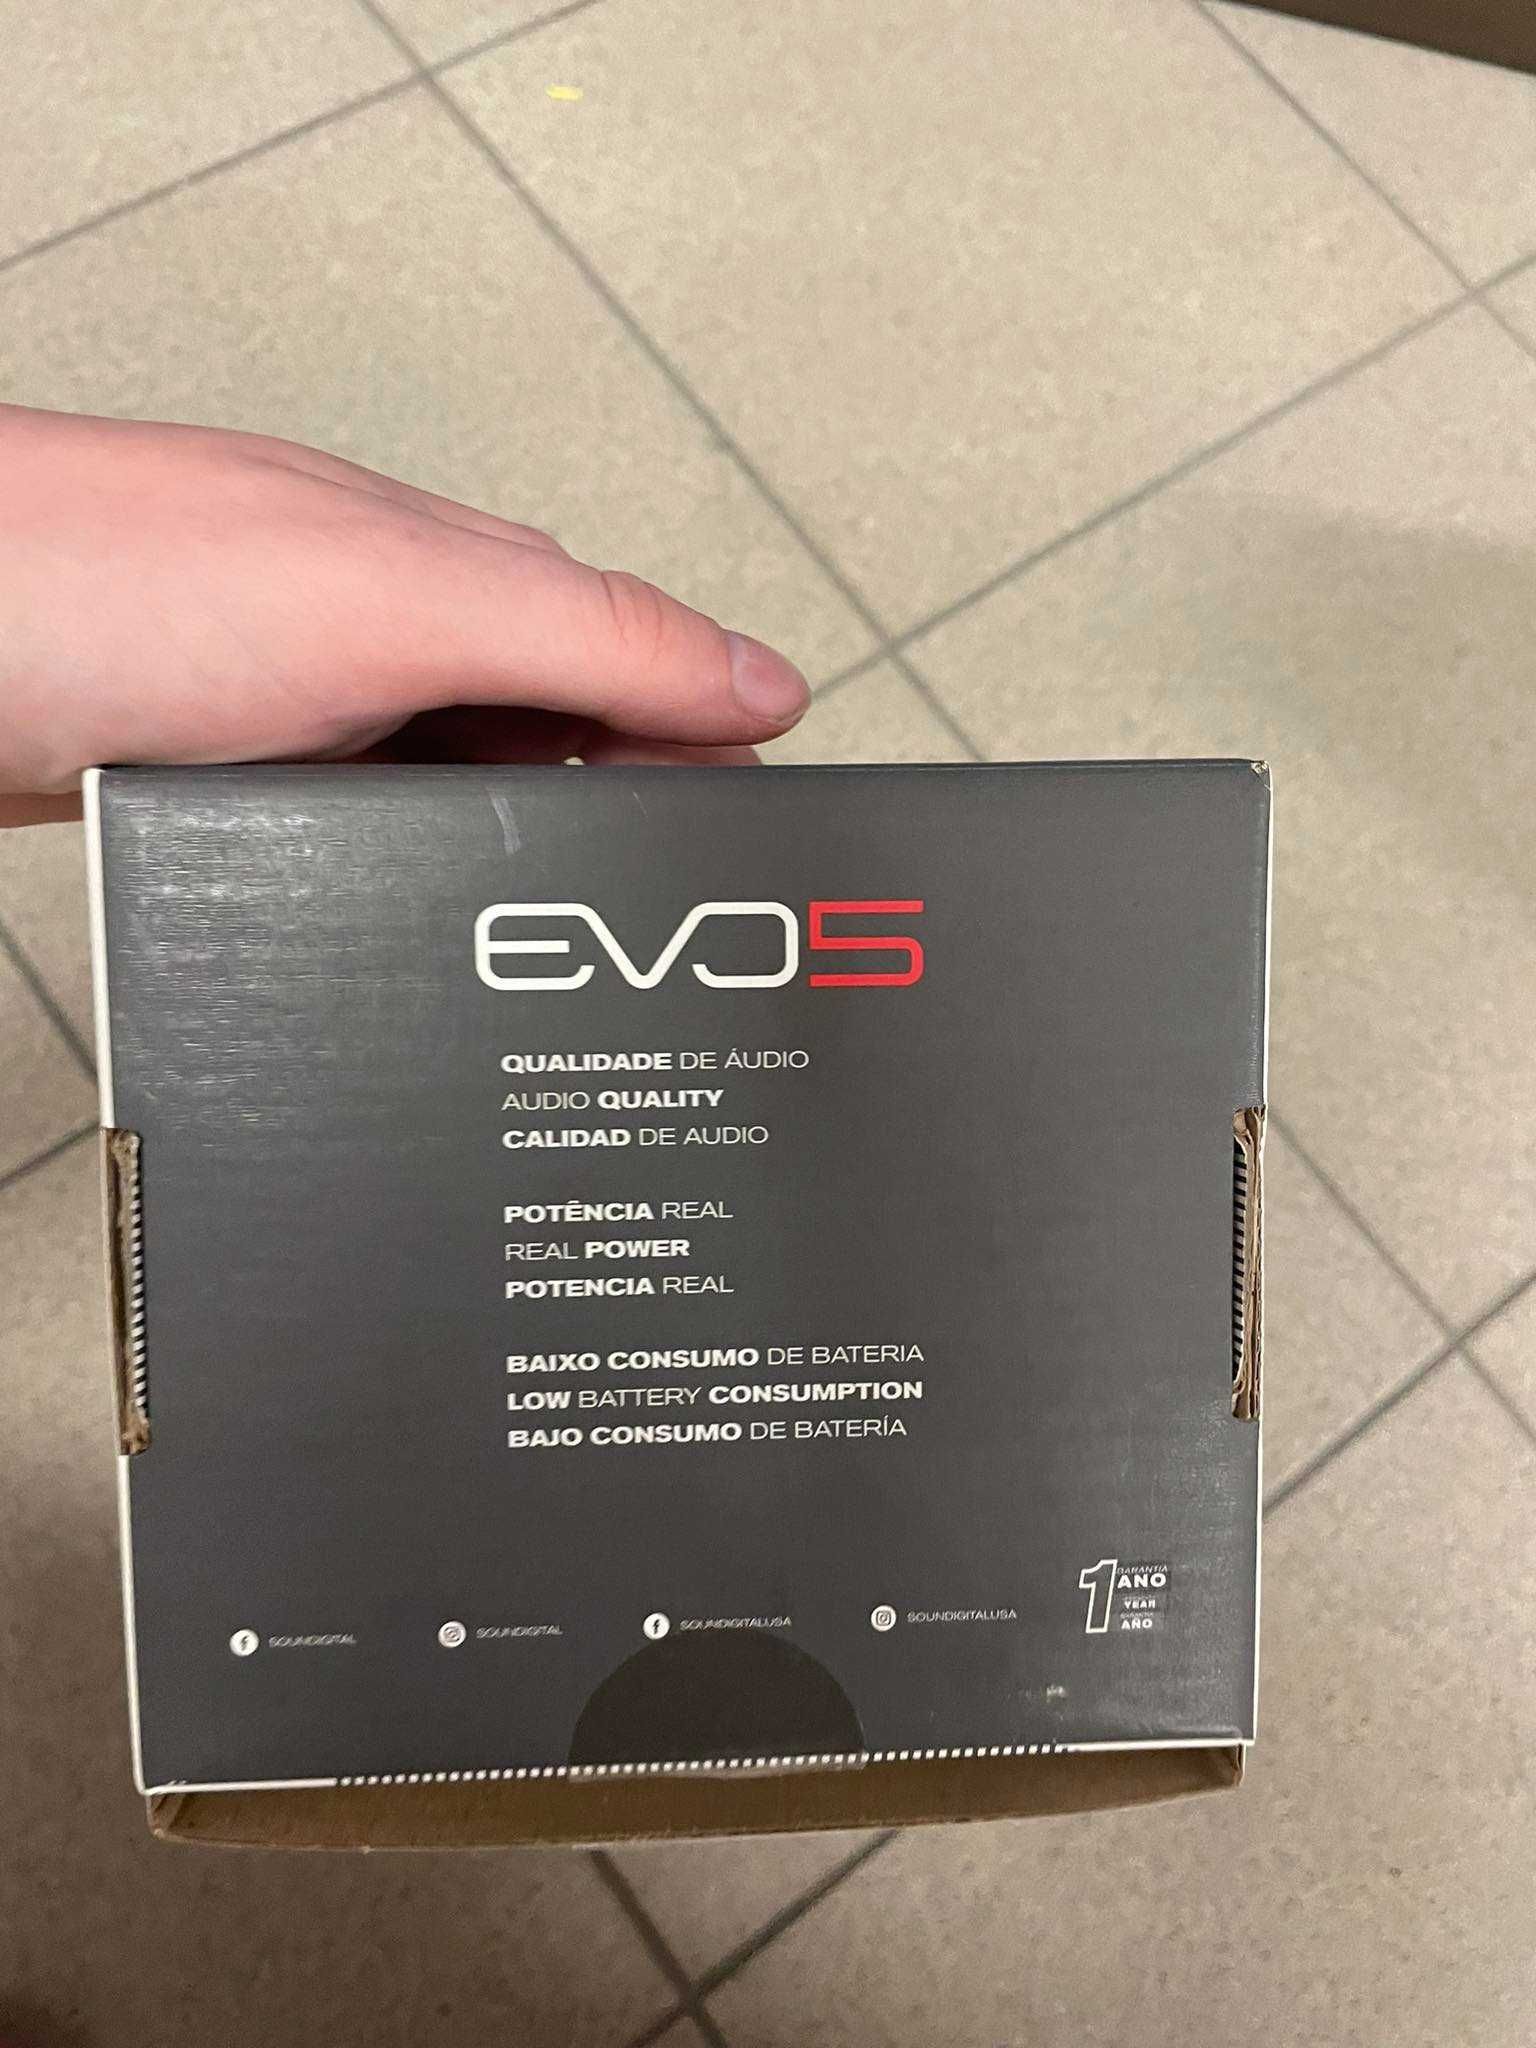 EVO5
QUALIDADE DE ÁUDIO
AUDIO QUALITY
CALIDAD DE AUDIO
POTÊNCIA REAL
REAL POWER
POTENCIA REAL
BAIXO CONSUMO DE BATERIA
LOW BATTERY CONSUMPTION
BAJO CONSUMO DE BATERÍA
SOUNDIGITAL SOUNDIGITAL SOUNDIGITALUSA SOUNDIGITALUSA
1 GARANTIA
ANO
YEAR
AÑO